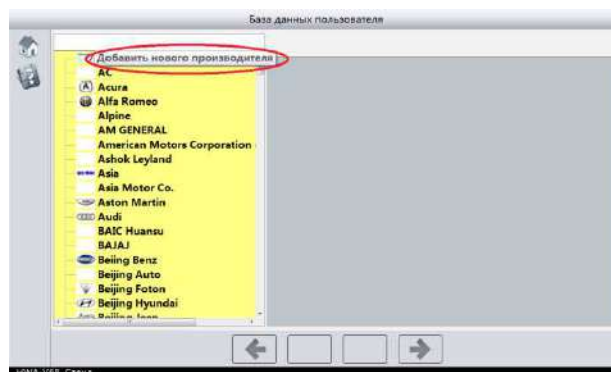 База данных пользователя
Добавить нового производителя
AC
Acura
Alfa Romeo
Alpine
AM GENERAL
American Motors Corporation
Ashok Leyland
Asia
Asia Motor Co.
Aston Martin
Audi
BAIC Huansu
BAJAJ
Beiing Benz
Beijing Auto
Beijing Foton
Beijing Hyundai